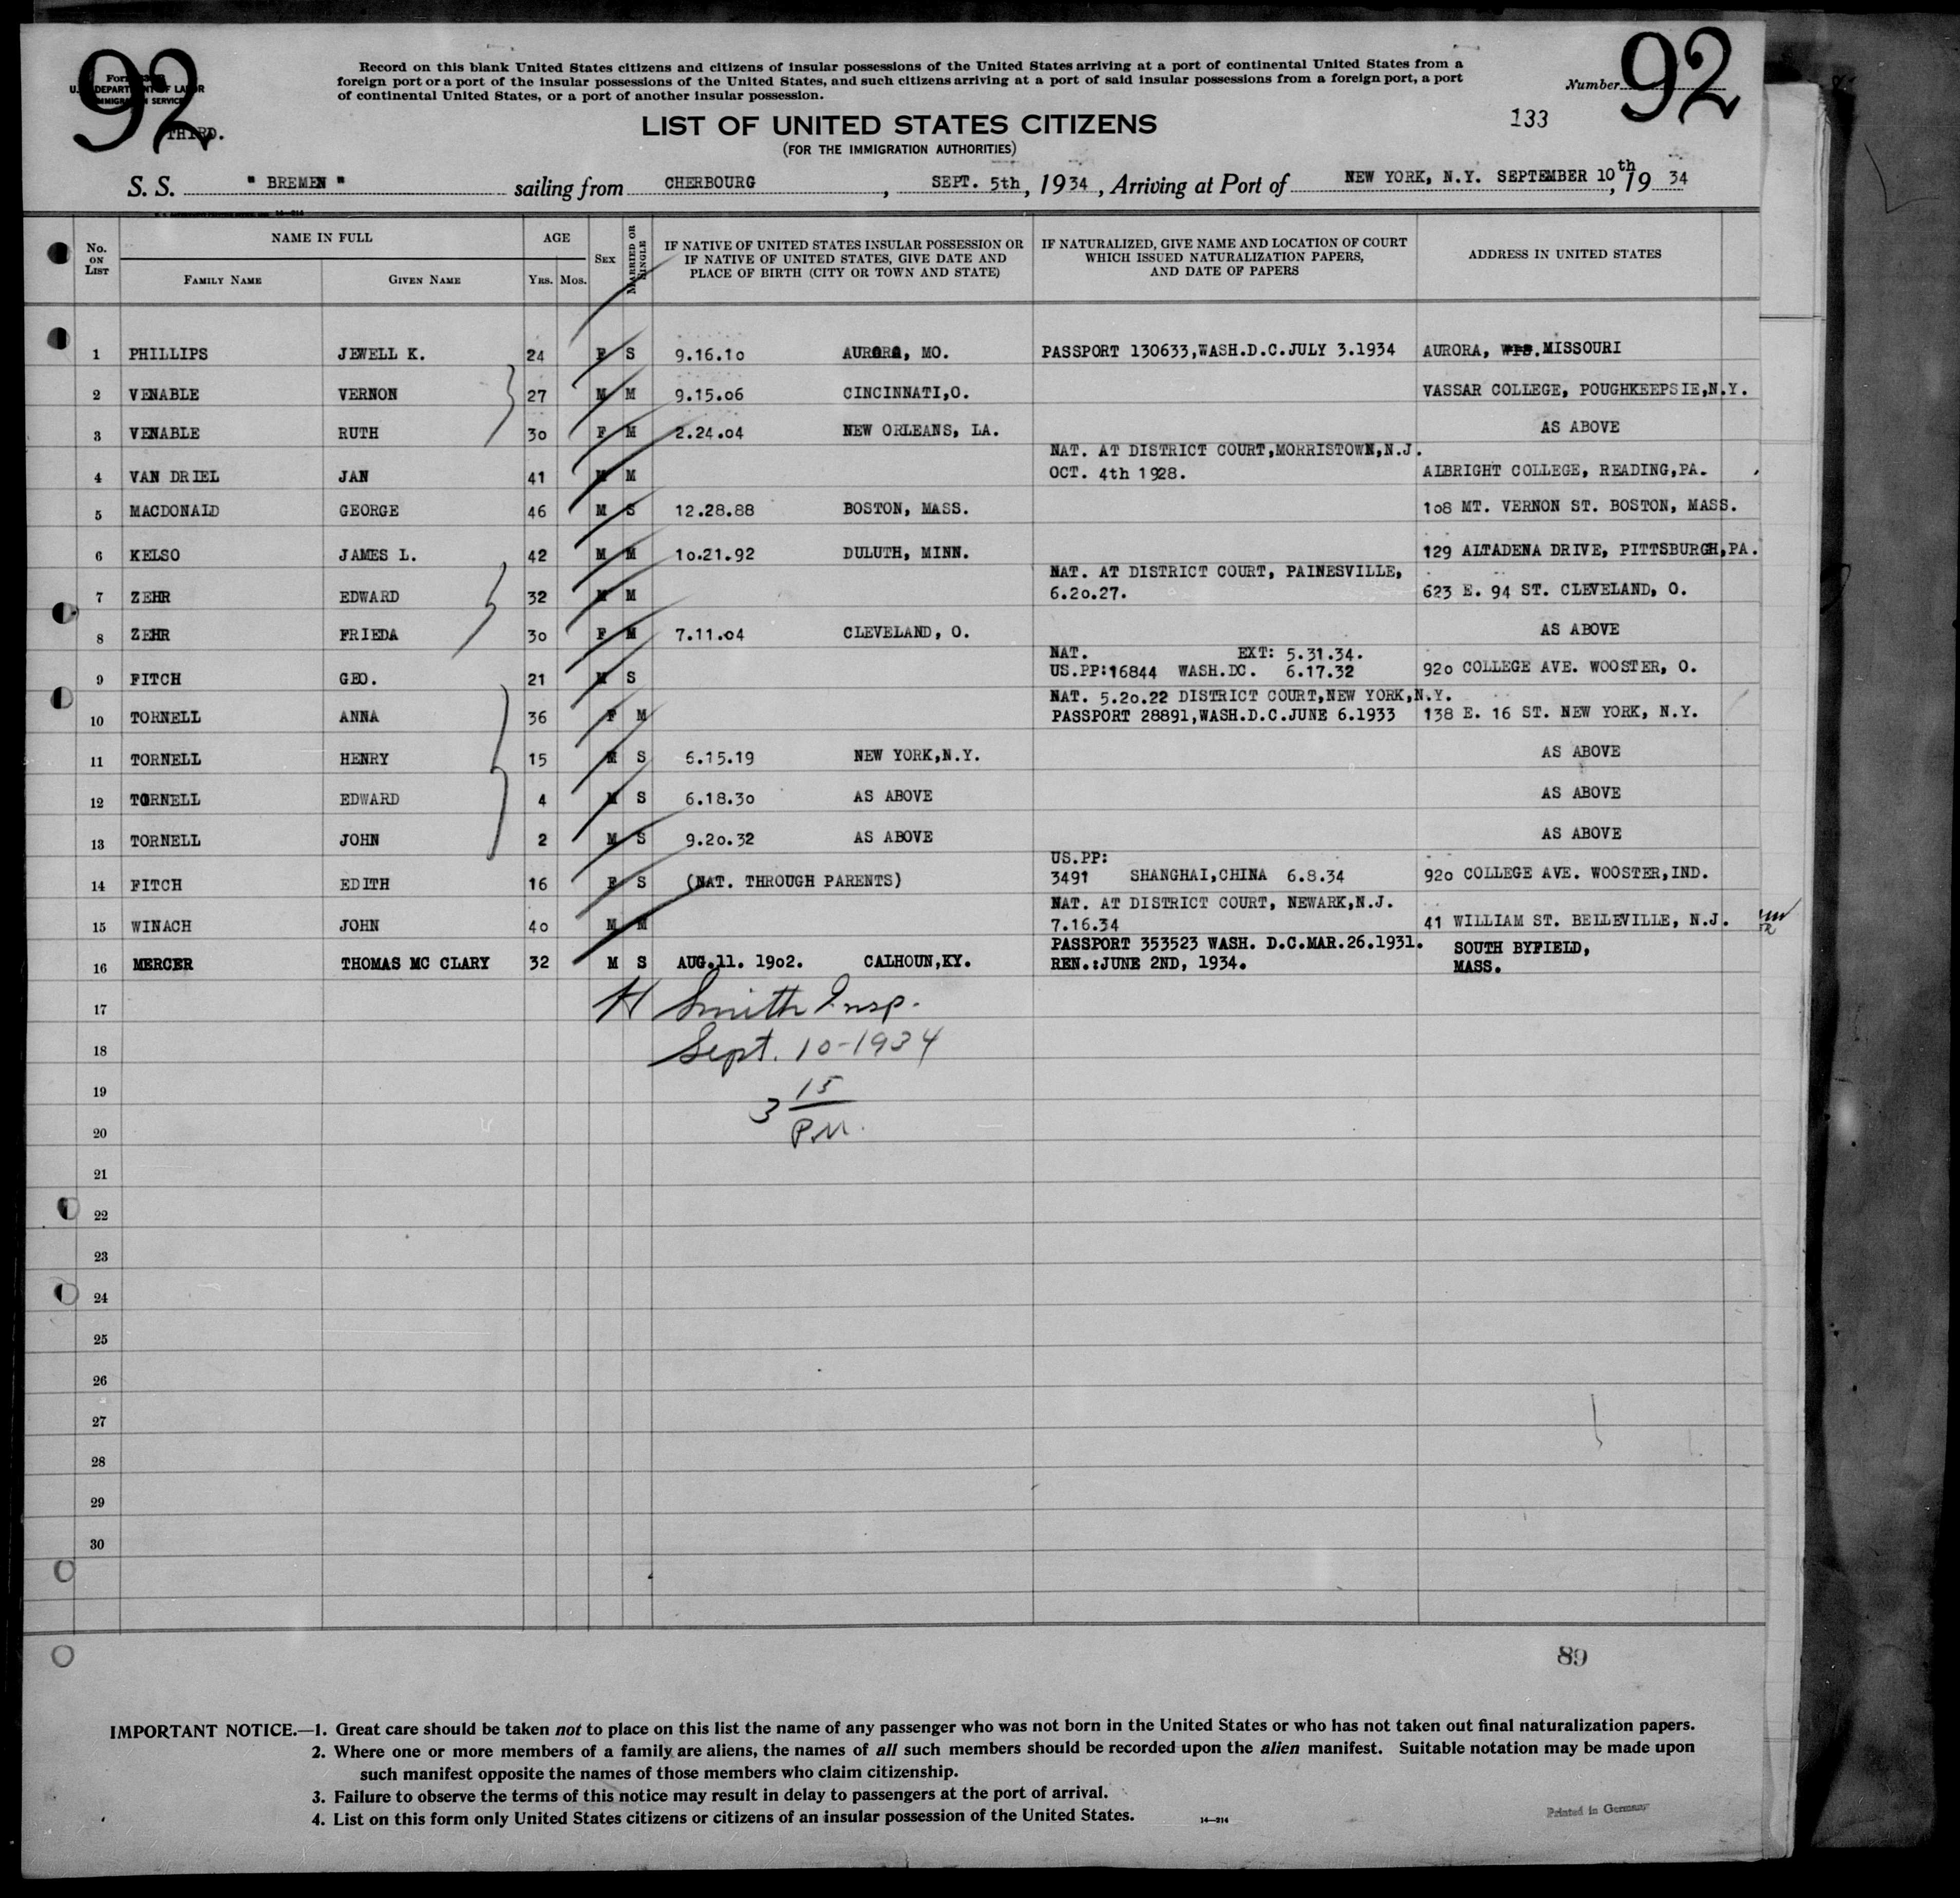 92
92
Form
U. S. DEPARTMENT OF LABOR
IMMIGRATION SERVICE
THIRD.
Record on this blank United States citizens and citizens of insular possessions of the United States arriving at a port of continental United States from a
foreign port or a port of the insular possessions of the United States, and such citizens arriving at a port of said insular possessions from a foreign port, a port
of continental United States, or a port of another insular possession.
Number
133
LIST OF UNITED STATES CITIZENS
(FOR THE IMMIGRATION AUTHORITIES)
S. S. " BREMEN " sailing from CHERBOURG, SEPT. 5th, 1934, Arriving at Port of NEW YORK, N.Y. SEPTEMBER 10th, 19 34
No. ON LIST NAME IN FULL FAMILY NAME GIVEN NAME AGE YRS. MOS. SEX MARRIED OR SINGLE
IF NATIVE OF UNITED STATES INSULAR POSSESSION OR
IF NATIVE OF UNITED STATES, GIVE DATE AND
PLACE OF BIRTH (CITY OR TOWN AND STATE)
IF NATURALIZED, GIVE NAME AND LOCATION OF COURT
WHICH ISSUED NATURALIZATION PAPERS,
AND DATE OF PAPERS
ADDRESS IN UNITED STATES
1 PHILLIPS JEWELL K. 24 F S 9.16.10 AURORA, MO. PASSPORT 130633,WASH.D.C.JULY 3.1934 AURORA, MISSOURI
2 VENABLE VERNON 27 M M 9.15.06 CINCINNATI,O. VASSAR COLLEGE, POUGHKEEPSIE,N.Y.
3 VENABLE RUTH 30 F M 2.24.04 NEW ORLEANS, LA. AS ABOVE
NAT. AT DISTRICT COURT,MORRISTOWN,N.J.
4 VAN DRIEL JAN 41 M M OCT. 4th 1928. ALBRIGHT COLLEGE, READING,PA.
5 MACDONALD GEORGE 46 M S 12.28.88 BOSTON, MASS. 108 MT. VERNON ST. BOSTON, MASS.
6 KELSO JAMES L. 42 M M 10.21.92 DULUTH, MINN. 129 ALTADENA DRIVE, PITTSBURGH,PA.
NAT. AT DISTRICT COURT, PAINESVILLE,
7 ZEHR EDWARD 32 M M 6.20.27. 623 E. 94 ST. CLEVELAND, O.
8 ZEHR FRIEDA 30 F M 7.11.04 CLEVELAND, O. AS ABOVE
NAT. EXT: 5.31.34.
9 FITCH GEO. 21 M S US.PP:16844 WASH.DC. 6.17.32 920 COLLEGE AVE. WOOSTER, O.
NAT. 5.20.22 DISTRICT COURT,NEW YORK,N.Y.
10 TORNELL ANNA 36 F M PASSPORT 28891,WASH.D.C.JUNE 6.1933 138 E. 16 ST. NEW YORK, N.Y.
11 TORNELL HENRY 15 M S 6.15.19 NEW YORK,N.Y. AS ABOVE
12 TORNELL EDWARD 4 M S 6.18.30 AS ABOVE AS ABOVE
13 TORNELL JOHN 2 M S 9.20.32 AS ABOVE AS ABOVE
US.PP:
14 FITCH EDITH 16 F S (NAT. THROUGH PARENTS) 3491 SHANGHAI,CHINA 6.8.34 920 COLLEGE AVE. WOOSTER,IND.
NAT. AT DISTRICT COURT, NEWARK,N.J.
15 WINACH JOHN 40 M M 7.16.34 41 WILLIAM ST. BELLEVILLE, N.J.
PASSPORT 353523 WASH. D.C.MAR.26.1931. SOUTH BYFIELD,
16 MERCER THOMAS MC CLARY 32 M S AUG.11. 1902. CALHOUN,KY. REN.:JUNE 2ND, 1934. MASS.
17 H Smith Insp.
18 Sept. 10-1934
19 3 15
20 P.M.
21
22
23
24
25
26
27
28
29
30
89
IMPORTANT NOTICE.—1. Great care should be taken not to place on this list the name of any passenger who was not born in the United States or who has not taken out final naturalization papers.
2. Where one or more members of a family are aliens, the names of all such members should be recorded upon the alien manifest. Suitable notation may be made upon
such manifest opposite the names of those members who claim citizenship.
3. Failure to observe the terms of this notice may result in delay to passengers at the port of arrival.
4. List on this form only United States citizens or citizens of an insular possession of the United States.
14—214
Printed in Germany